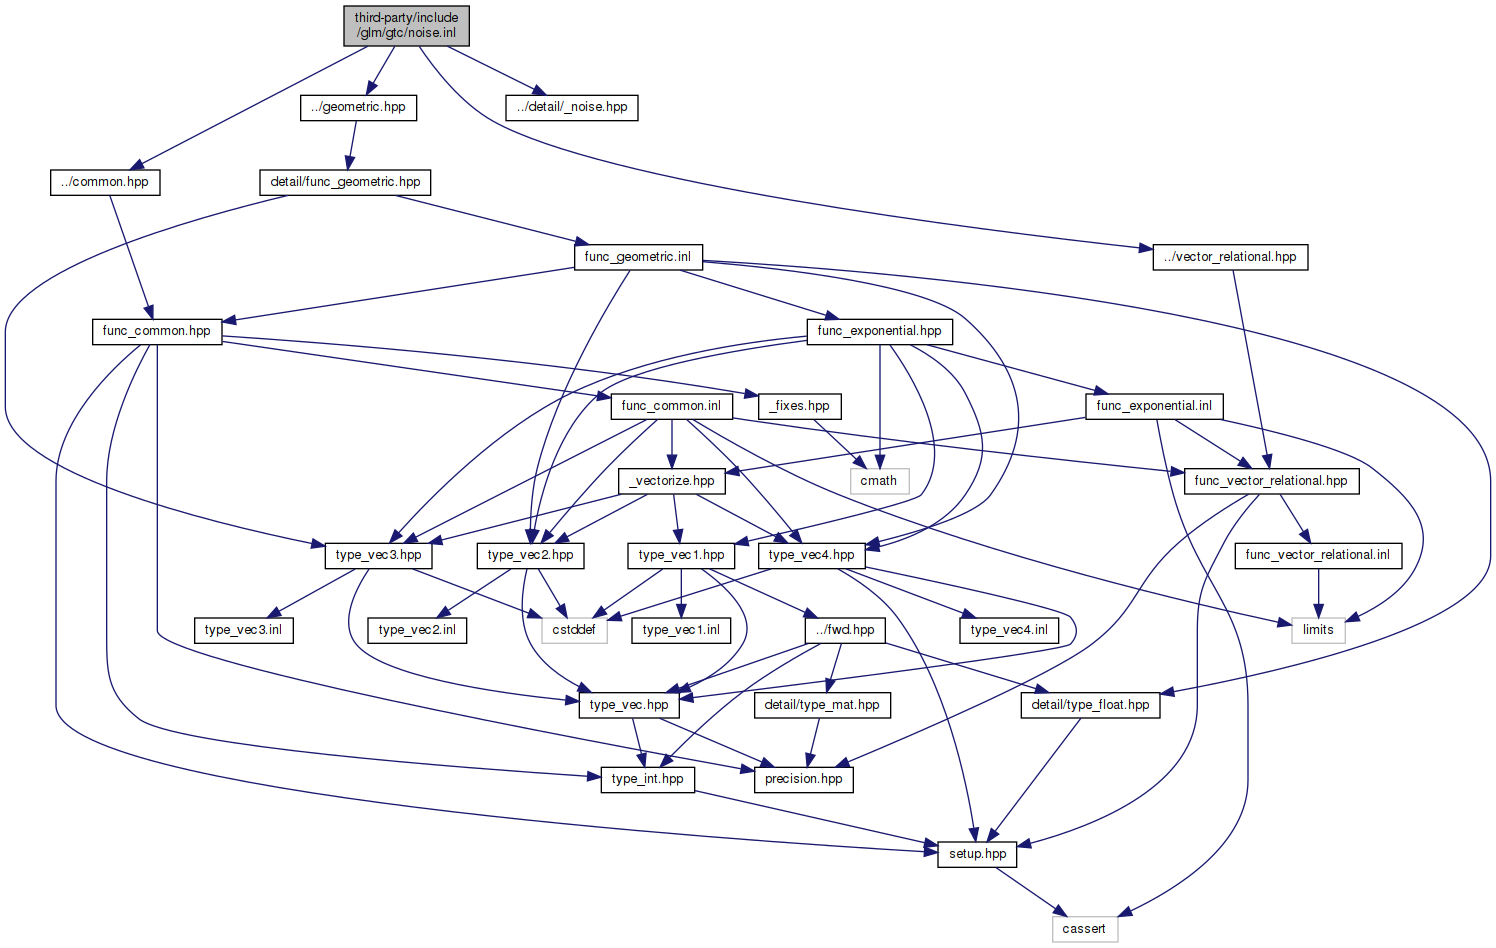 third-party/include
/glm/gtc/noise.inl
../geometric.hpp
../detail/_noise.hpp
../common.hpp
detail/func_geometric.hpp
func_geometric.inl
../vector_relational.hpp
func_common.hpp
func_exponential.hpp
func_common.inl
_fixes.hpp
func_exponential.inl
_vectorize.hpp
cmath
func_vector_relational.hpp
type_vec3.hpp
type_vec2.hpp
type_vec1.hpp
type_vec4.hpp
func_vector_relational.inl
type_vec3.inl
type_vec2.inl
cstddef
type_vec1.inl
../fwd.hpp
type_vec4.inl
limits
type_vec.hpp
detail/type_mat.hpp
detail/type_float.hpp
type_int.hpp
precision.hpp
setup.hpp
cassert